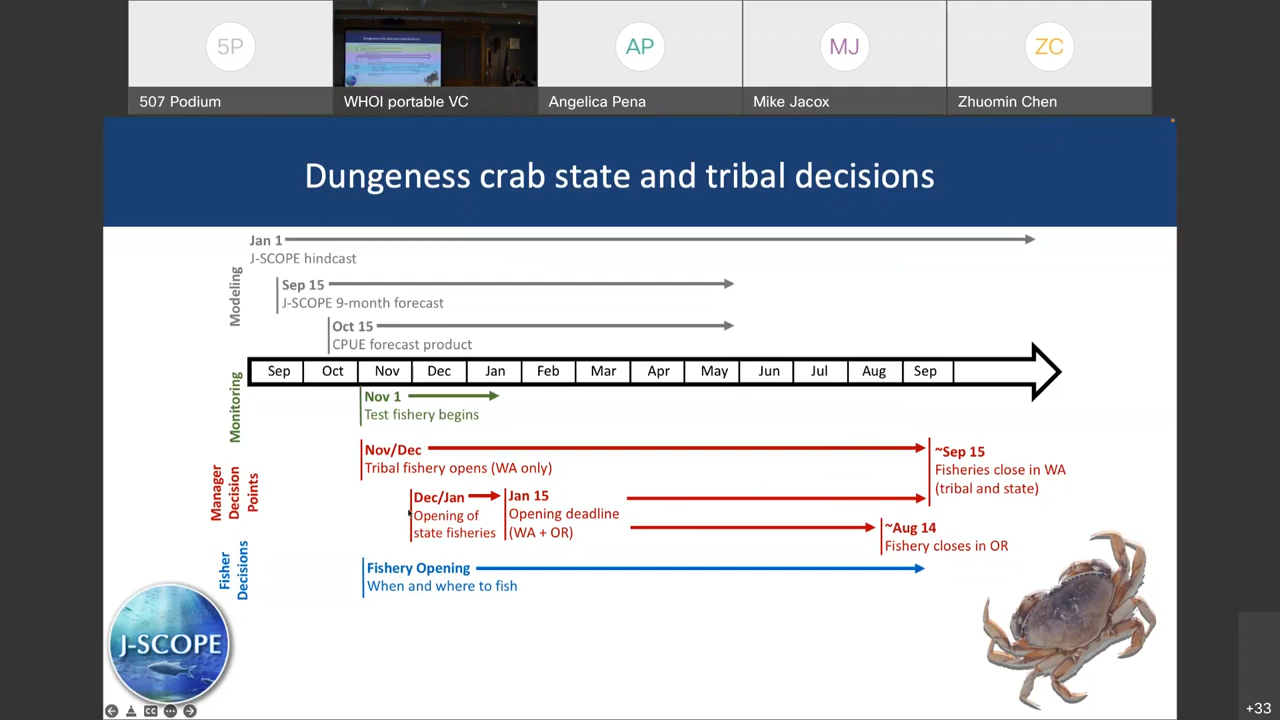 5P
AP
MJ
ZC
507 Podium
WHOI portable VC
Angelica Pena
Mike Jacox
Zhuomin Chen
Dungeness crab state and tribal decisions
Modeling
Jan 1
J-SCOPE hindcast
Sep 15
J-SCOPE 9-month forecast
Oct 15
CPUE forecast product
Sep Oct Nov Dec Jan Feb Mar Apr May Jun Jul Aug Sep
Monitoring
Nov 1
Test fishery begins
Manager
Decision
Points
Nov/Dec
Tribal fishery opens (WA only)
~Sep 15
Fisheries close in WA
(tribal and state)
Dec/Jan
Opening of
state fisheries
Jan 15
Opening deadline
(WA + OR)
~Aug 14
Fishery closes in OR
Fisher
Decisions
Fishery Opening
When and where to fish
J-SCOPE
CC
+33